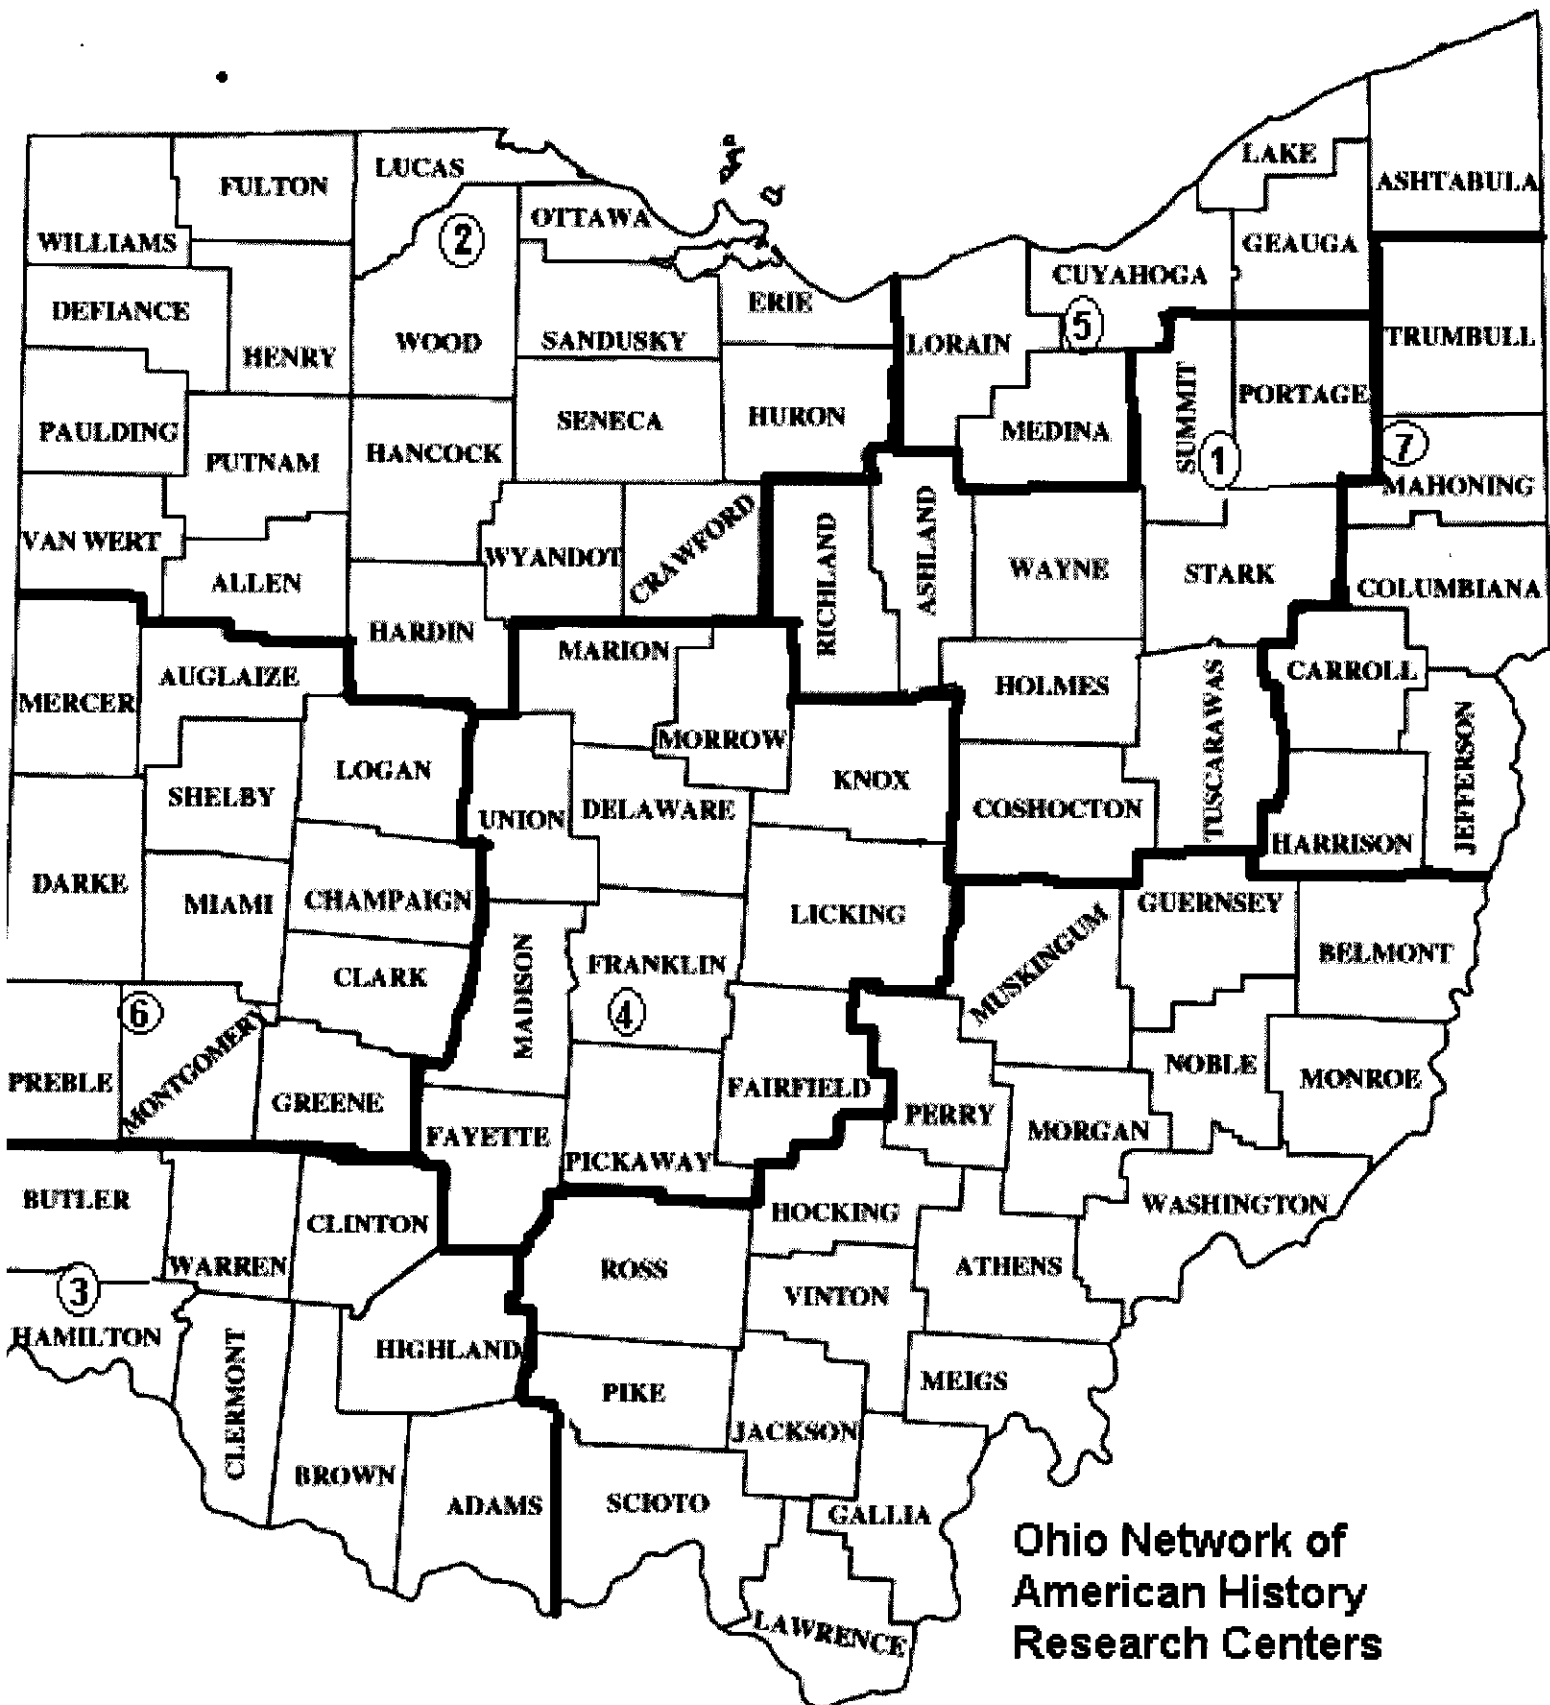 LAKE
ASHTABULA
LUCAS
FULTON
OTTAWA
WILLIAMS
2
GEAUGA
CUYAHOGA
DEFIANCE
ERIE
5
WOOD
SANDUSKY
LORAIN
TRUMBULL
HENRY
SUMMIT
PORTAGE
PAULDING
SENECA
HURON
MEDINA
PUTNAM
HANCOCK
1
7
MAHONING
VAN WERT
WYANDOT
CRAWFORD
RICHLAND
ASHLAND
WAYNE
STARK
COLUMBIANA
ALLEN
HARDIN
MARION
AUGLAIZE
MERCER
HOLMES
TUSCARAWAS
CARROLL
MORROW
JEFFERSON
LOGAN
KNOX
SHELBY
UNION
DELAWARE
COSHOCTON
HARRISON
DARKE
MIAMI
CHAMPAIGN
LICKING
GUERNSEY
MUSKINGUM
BELMONT
CLARK
MADISON
FRANKLIN
6
4
MONTGOMERY
PREBLE
GREENE
FAIRFIELD
PERRY
NOBLE
MONROE
FAYETTE
MORGAN
PICKAWAY
BUTLER
CLINTON
HOCKING
WASHINGTON
WARREN
ROSS
ATHENS
3
VINTON
HAMILTON
HIGHLAND
CLERMONT
PIKE
MEIGS
JACKSON
BROWN
ADAMS
SCIOTO
GALLIA
LAWRENCE
Ohio Network of
American History
Research Centers